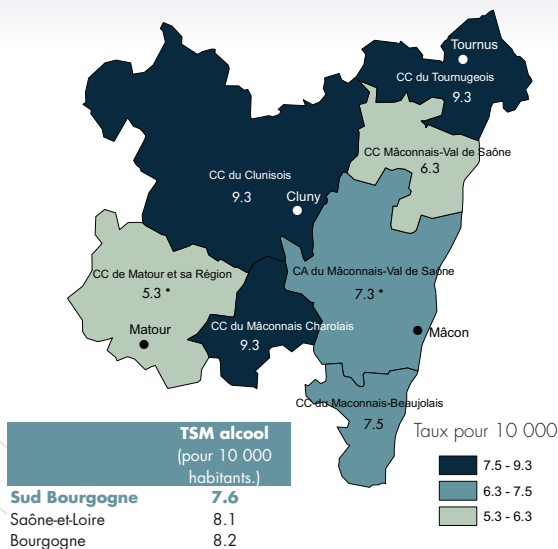 Tournus
CC du Tournugeois
9.3
CC Mâconnais-Val de Saône
6.3
CC du Clunisois
9.3
Cluny
CC de Matour et sa Région
5.3 *
Matour
CA du Mâconnais-Val de Saône
7.3 *
CC du Mâconnais Charolais
9.3
Mâcon
CC du Maconnais-Beaujolais
7.5
TSM alcool
(pour 10 000
habitants.)
Sud Bourgogne 7.6
Saône-et-Loire 8.1
Bourgogne 8.2
Taux pour 10 000
7.5 - 9.3
6.3 - 7.5
5.3 - 6.3